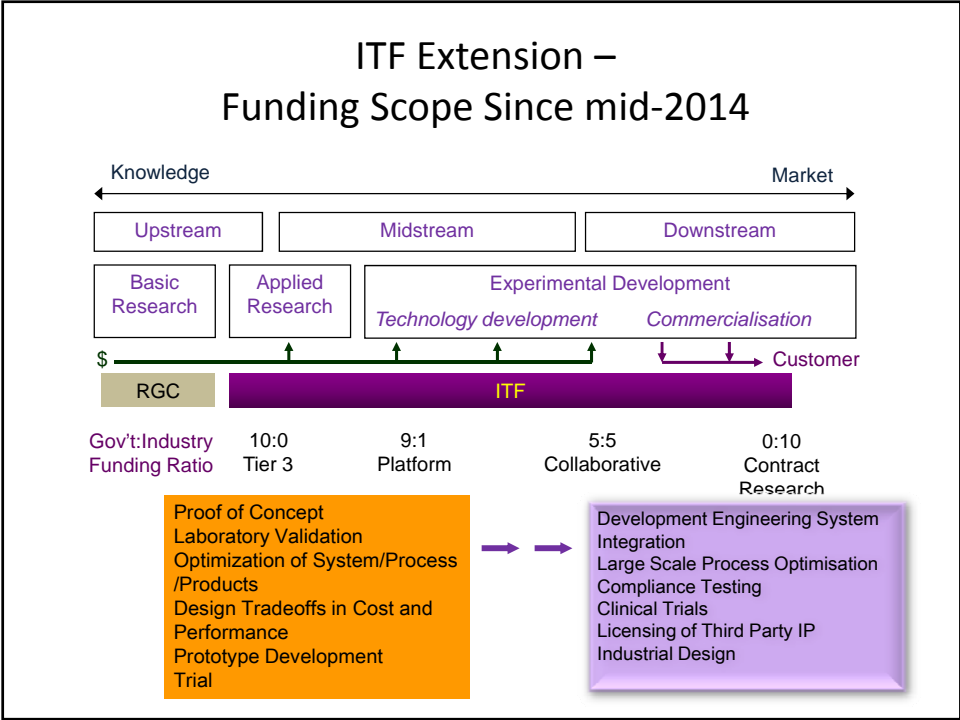 ITF Extension –
Funding Scope Since mid-2014
Knowledge
Market
Upstream
Midstream
Downstream
Basic
Research
Applied
Research
Experimental Development
Technology development
Commercialisation
$
Customer
RGC
ITF
Gov't:Industry
Funding Ratio
10:0
Tier 3
9:1
Platform
5:5
Collaborative
0:10
Contract
Research
Proof of Concept
Laboratory Validation
Optimization of System/Process
/Products
Design Tradeoffs in Cost and
Performance
Prototype Development
Trial
Development Engineering System
Integration
Large Scale Process Optimisation
Compliance Testing
Clinical Trials
Licensing of Third Party IP
Industrial Design